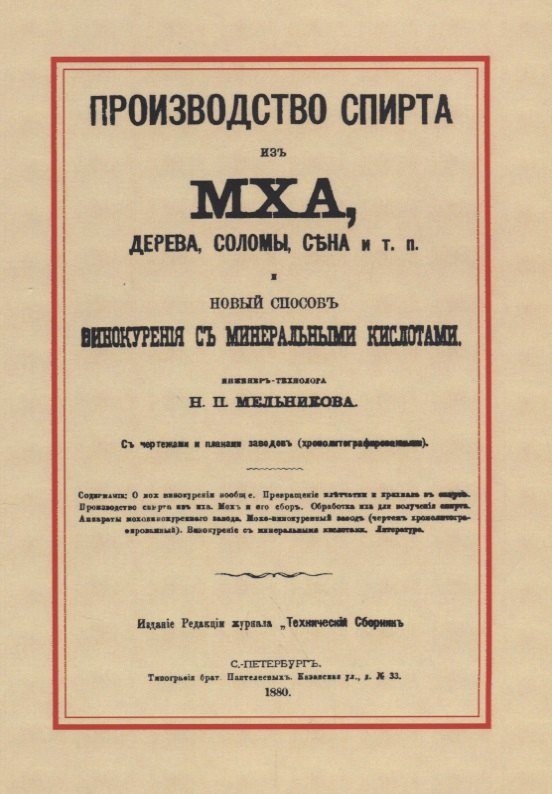 ПРОИЗВОДСТВО СПИРТА
ИЗЪ
МХА,
ДЕРЕВА, СОЛОМЫ, СѢНА и т. п.
и
НОВЫЙ СПОСОБЪ
ВИНОКУРЕНІЯ СЪ МИНЕРАЛЬНЫМИ КИСЛОТАМИ.
ИНЖЕНЕР-ТЕХНОЛОГА
Н. П. МЕЛЬНИКОВА.
Съ чертежами и планами заводовъ (хромолитографированными).
Содержаніе: О мох винокуреніи вообще. Превращеніе клѣтчатки и крахмала въ спиртъ.
Производство спирта изъ мха. Мохъ и его сборъ. Обработка мха для полученія спирта.
Аппараты моховинокуреннаго завода. Мохо-винокуренный заводъ (чертежъ хромолитогра-
фированный). Винокуреніе съ минеральными кислотами. Литература.
Изданіе Редакціи журнала „Техническій Сборникъ
С.-ПЕТЕРБУРГЪ.
Типографія брат. Пантелеевыхъ. Казанская ул., д. № 33.
1880.